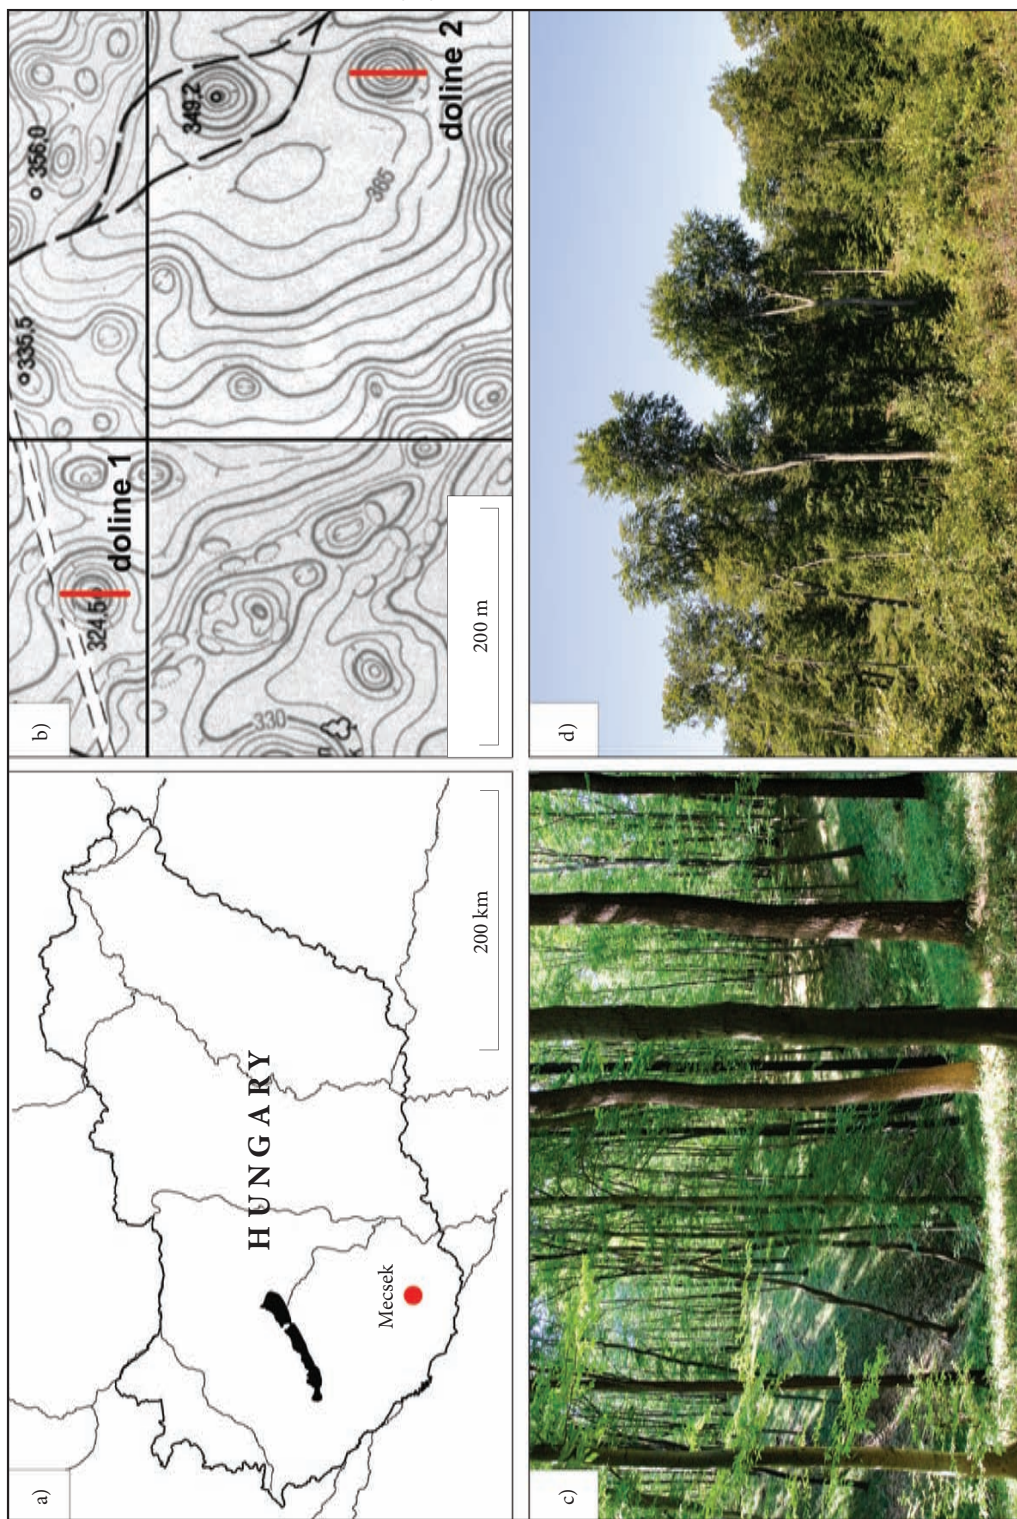 a)
HUNGARY
Mecsek
200 km
b)
335,5
356,0
349,2
324,5
doline 1
doline 2
365
330
200 m
c)
d)